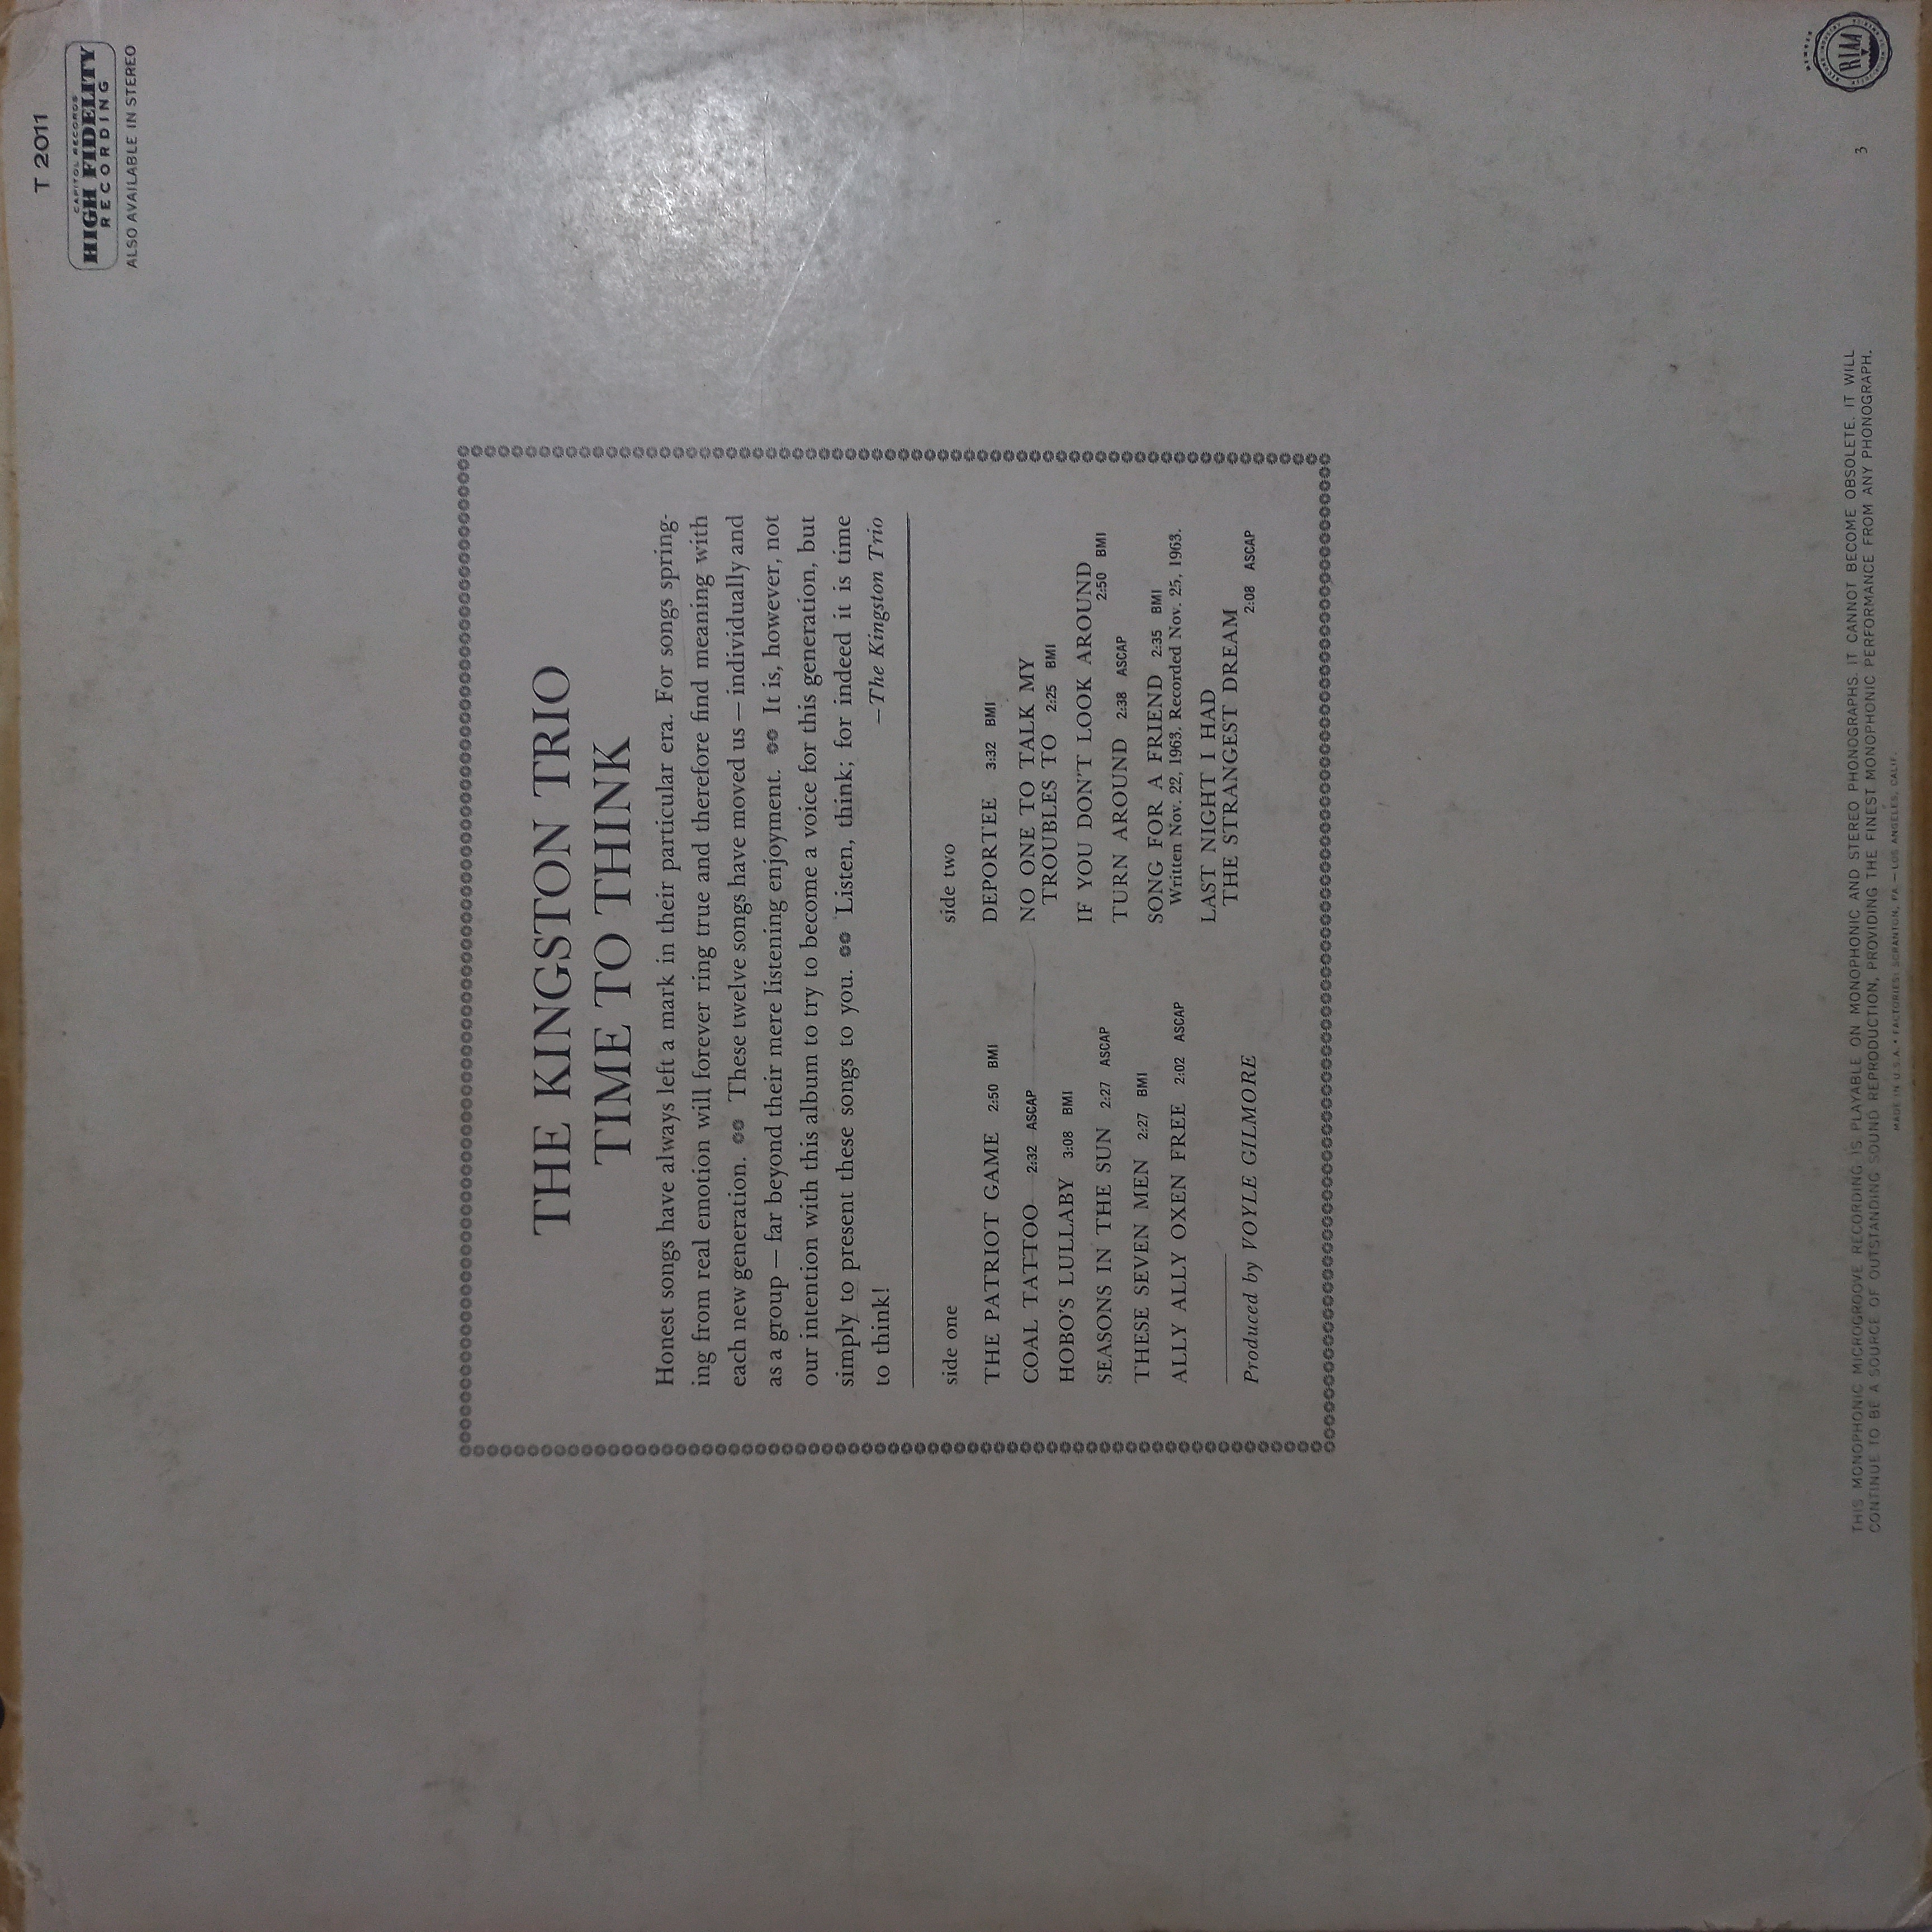 T 2011
CAPITOL RECORDS
HIGH FIDELITY
RECORDING
ALSO AVAILABLE IN STEREO
THE KINGSTON TRIO
TIME TO THINK
Honest songs have always left a mark in their particular era. For songs spring-
ing from real emotion will forever ring true and therefore find meaning with
each new generation. These twelve songs have moved us — individually and
as a group — far beyond their mere listening enjoyment. It is, however, not
our intention with this album to try to become a voice for this generation, but
simply to present these songs to you. Listen, think; for indeed it is time
to think!
—The Kingston Trio
side one
THE PATRIOT GAME 2:50 BMI
COAL TATTOO 2:32 ASCAP
HOBO'S LULLABY 3:08 BMI
SEASONS IN THE SUN 2:27 ASCAP
THESE SEVEN MEN 2:27 BMI
ALLY ALLY OXEN FREE 2:02 ASCAP
Produced by VOYLE GILMORE
side two
DEPORTEE 3:32 BMI
NO ONE TO TALK MY
TROUBLES TO 2:25 BMI
IF YOU DON'T LOOK AROUND
2:50 BMI
TURN AROUND 2:38 ASCAP
SONG FOR A FRIEND 2:35 BMI
Written Nov. 22, 1963. Recorded Nov. 25, 1963.
LAST NIGHT I HAD
THE STRANGEST DREAM
2:08 ASCAP
THIS MONOPHONIC MICROGROOVE RECORDING IS PLAYABLE ON MONOPHONIC AND STEREO PHONOGRAPHS. IT CANNOT BECOME OBSOLETE. IT WILL
CONTINUE TO BE A SOURCE OF OUTSTANDING SOUND REPRODUCTION, PROVIDING THE FINEST MONOPHONIC PERFORMANCE FROM ANY PHONOGRAPH.
MADE IN U.S.A. • FACTORIES: SCRANTON, PA. — LOS ANGELES, CALIF.
3
MEMBER
RIAA